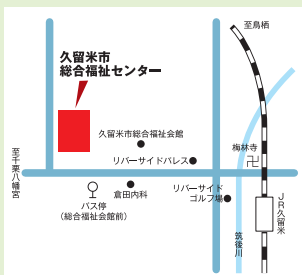 至鳥栖
久留米市
総合福祉センター
久留米市総合福祉会館
梅林寺
卍
リバーサイドパレス
至千栗八幡宮
倉田内科
リバーサイド
ゴルフ場
バス停
(総合福祉会館前)
JR久留米
筑後川